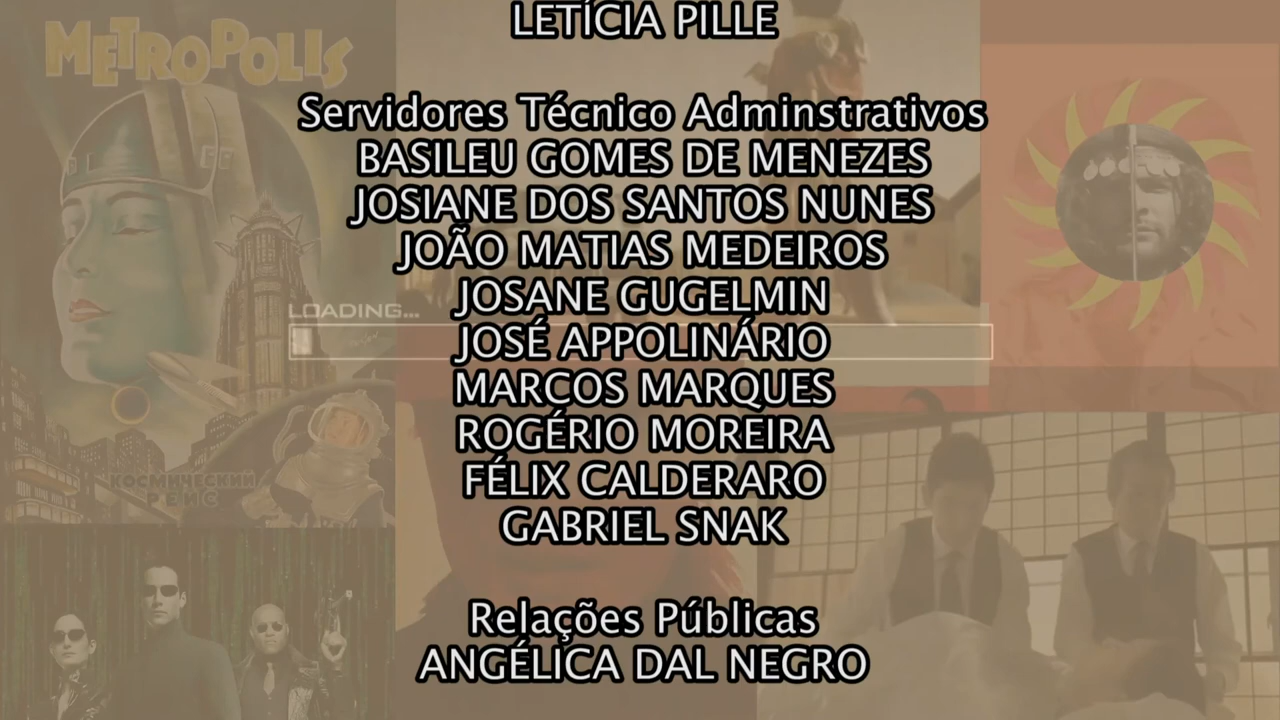 METROPOLIS
LETÍCIA PILLE
Servidores Técnico Adminstrativos
BASILEU GOMES DE MENEZES
JOSIANE DOS SANTOS NUNES
JOÃO MATIAS MEDEIROS
JOSANE GUGELMIN
LOADING...
JOSÉ APPOLINÁRIO
MARCOS MARQUES
ROGÉRIO MOREIRA
FÉLIX CALDERARO
КОСМИЧЕСКИЙ
РЕЙС
GABRIEL SNAK
Relações Públicas
ANGÉLICA DAL NEGRO